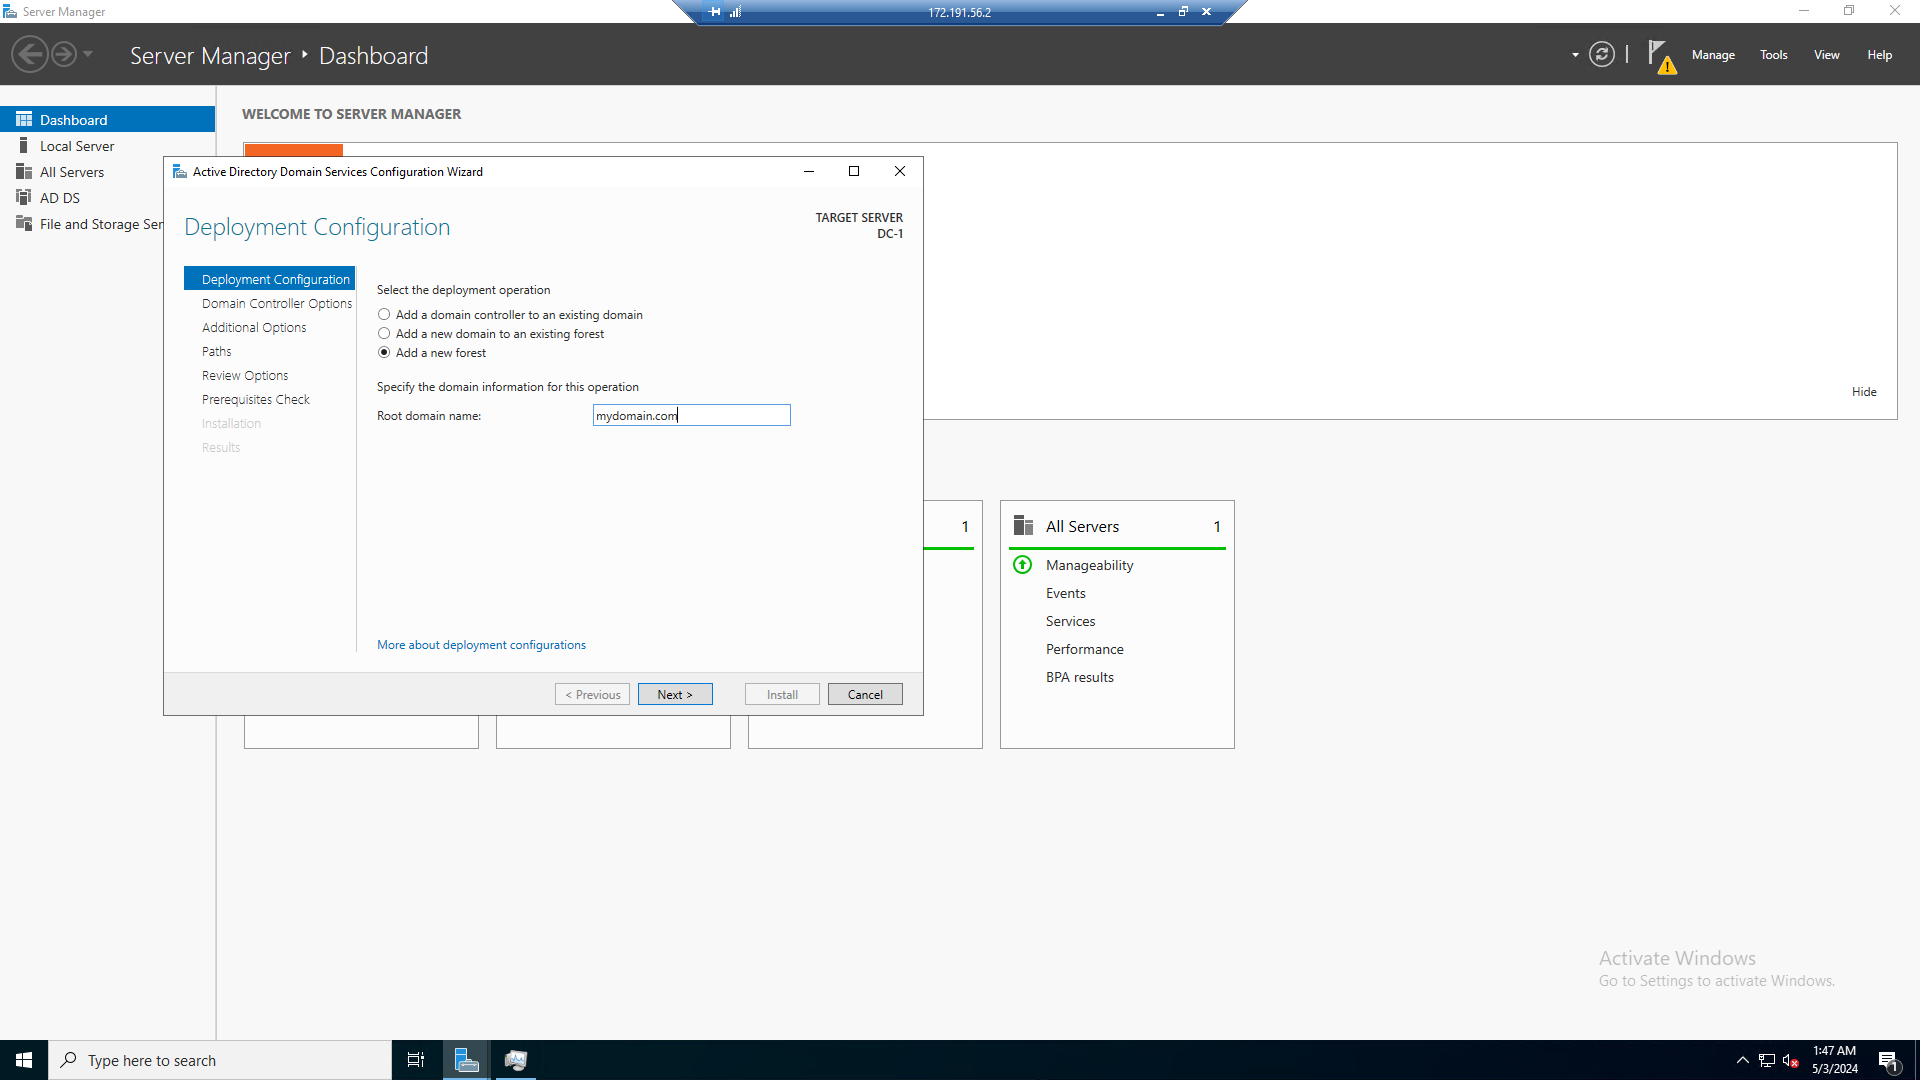 Server Manager
172.191.56.2
Server Manager ‣ Dashboard
Manage Tools View Help
Dashboard
Local Server
All Servers
AD DS
File and Storage Ser
WELCOME TO SERVER MANAGER
Hide
Active Directory Domain Services Configuration Wizard
Deployment Configuration
TARGET SERVER
DC-1
Deployment Configuration
Domain Controller Options
Additional Options
Paths
Review Options
Prerequisites Check
Installation
Results
Select the deployment operation
Add a domain controller to an existing domain
Add a new domain to an existing forest
Add a new forest
Specify the domain information for this operation
Root domain name: mydomain.com
More about deployment configurations
< Previous Next > Install Cancel
1
All Servers 1
Manageability
Events
Services
Performance
BPA results
Activate Windows
Go to Settings to activate Windows.
Type here to search
1:47 AM
5/3/2024
1